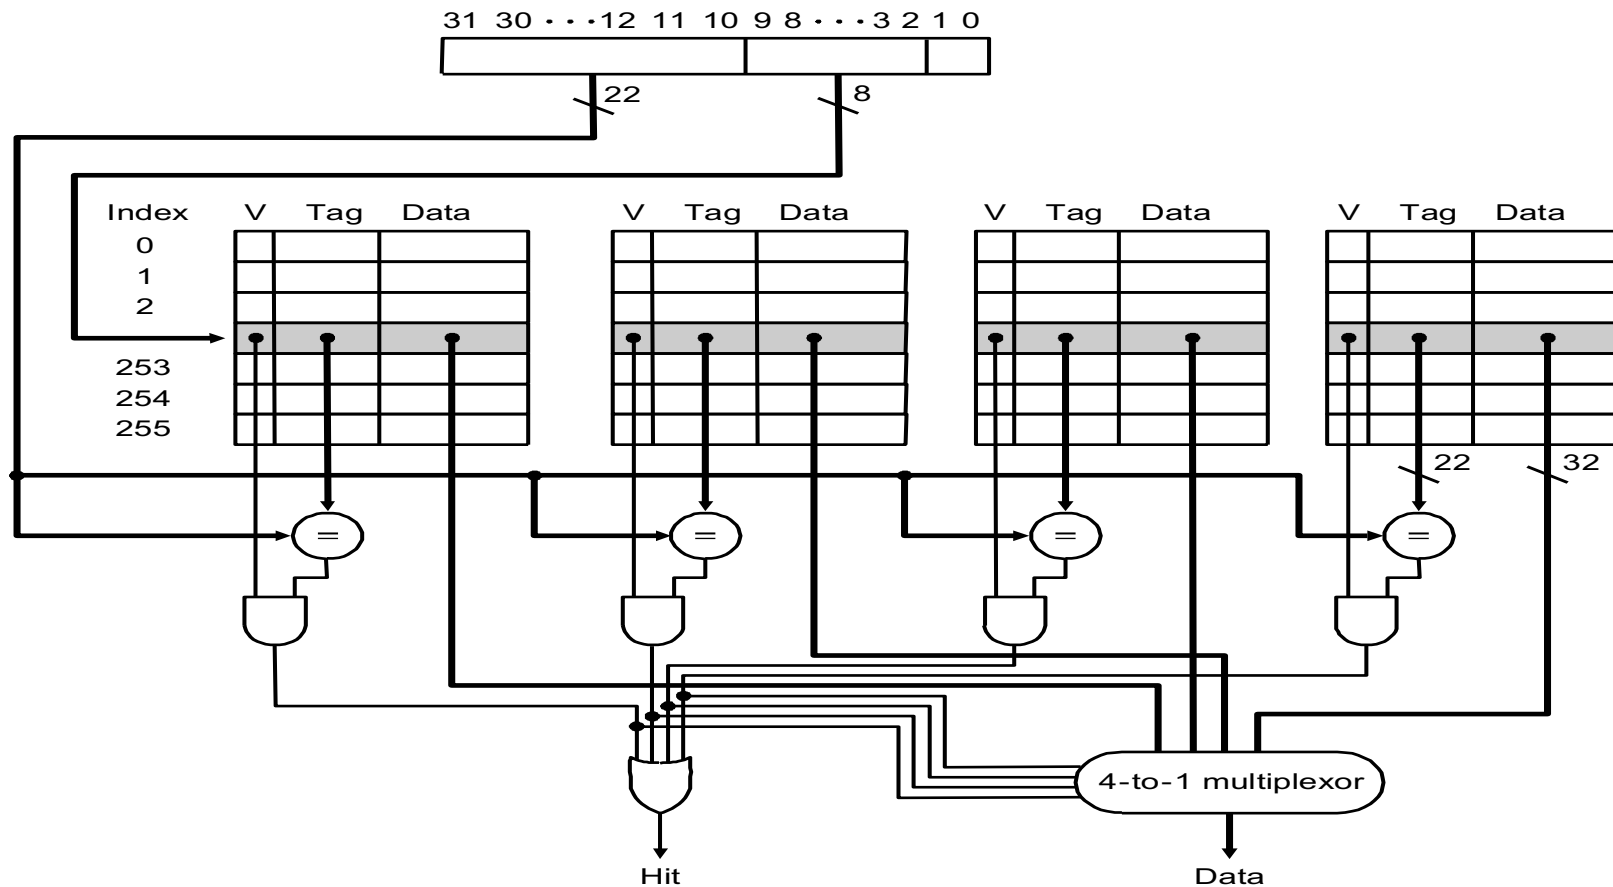 31 30 · · · 12 11 10 9 8 · · · 3 2 1 0
22 8
Index V Tag Data V Tag Data V Tag Data V Tag Data
0
1
2
253
254
255
22 32
= = = =
4-to-1 multiplexor
Hit Data